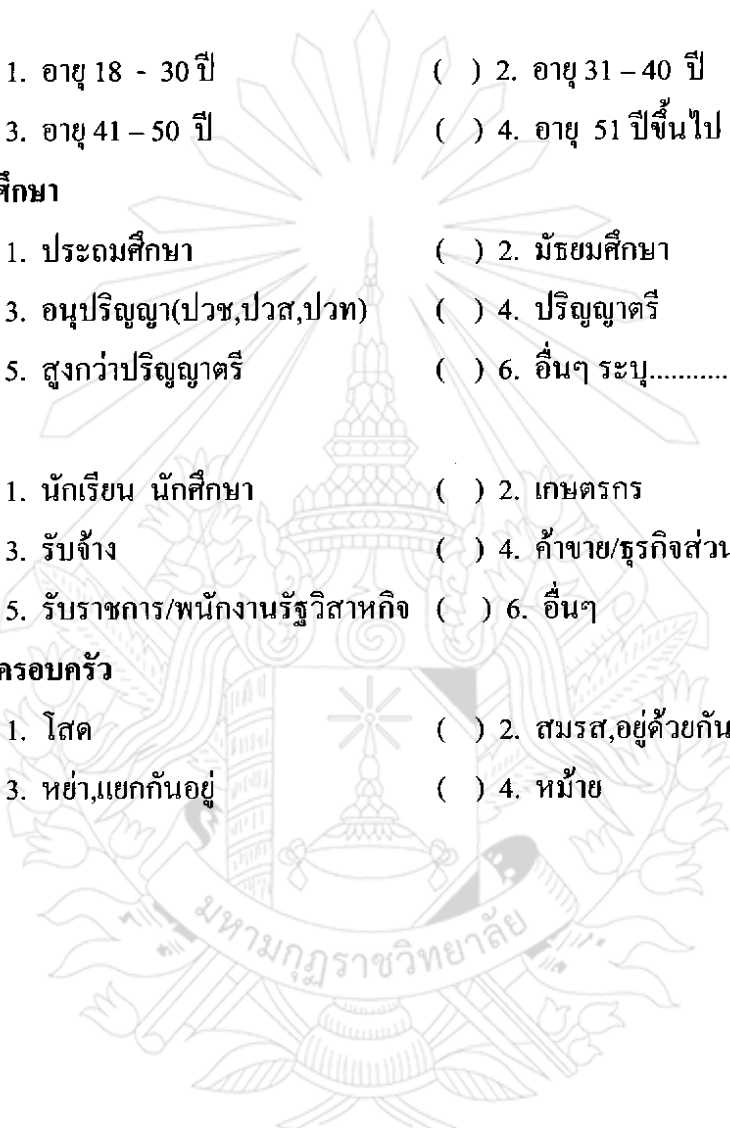 1. อายุ 18 - 30 ปี ( ) 2. อายุ 31 – 40 ปี
3. อายุ 41 – 50 ปี ( ) 4. อายุ 51 ปีขึ้นไป
ศึกษา
1. ประถมศึกษา ( ) 2. มัธยมศึกษา
3. อนุปริญญา(ปวช,ปวส,ปวท) ( ) 4. ปริญญาตรี
5. สูงกว่าปริญญาตรี ( ) 6. อื่นๆ ระบุ...........
1. นักเรียน นักศึกษา ( ) 2. เกษตรกร
3. รับจ้าง ( ) 4. ค้าขาย/ธุรกิจส่วน
5. รับราชการ/พนักงานรัฐวิสาหกิจ ( ) 6. อื่นๆ
ครอบครัว
1. โสด ( ) 2. สมรส,อยู่ด้วยกัน
3. หย่า,แยกกันอยู่ ( ) 4. หม้าย
มหามกุฏราชวิทยาลัย